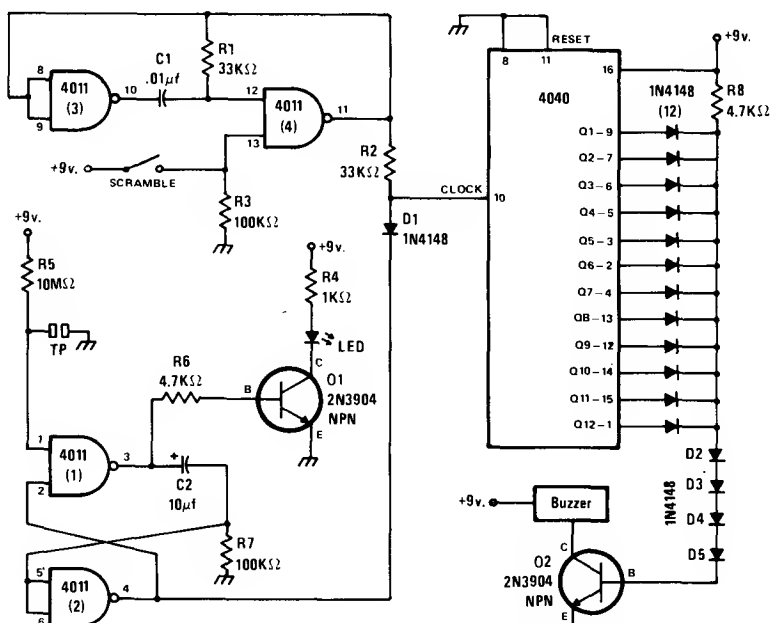 +9v.
R1
33KΩ
C1
.01µf
8
9
4011
(3)
10
12
13
4011
(4)
11
+9v.
SCRAMBLE
R3
100KΩ
R2
33KΩ
CLOCK
D1
1N4148
RESET
8
11
16
10
4040
+9v.
R8
4.7KΩ
1N4148
(12)
Q1-9
Q2-7
Q3-6
Q4-5
Q5-3
Q6-2
Q7-4
Q8-13
Q9-12
Q10-14
Q11-15
Q12-1
R5
10MΩ
TP
+9v.
R4
1KΩ
LED
R6
4.7KΩ
B
C
E
Q1
2N3904
NPN
1
2
4011
(1)
3
+
C2
10µf
R7
100KΩ
5
6
4011
(2)
4
D2
D3
D4
D5
1N4148
+9v.
Buzzer
C
Q2
2N3904
NPN
B
E